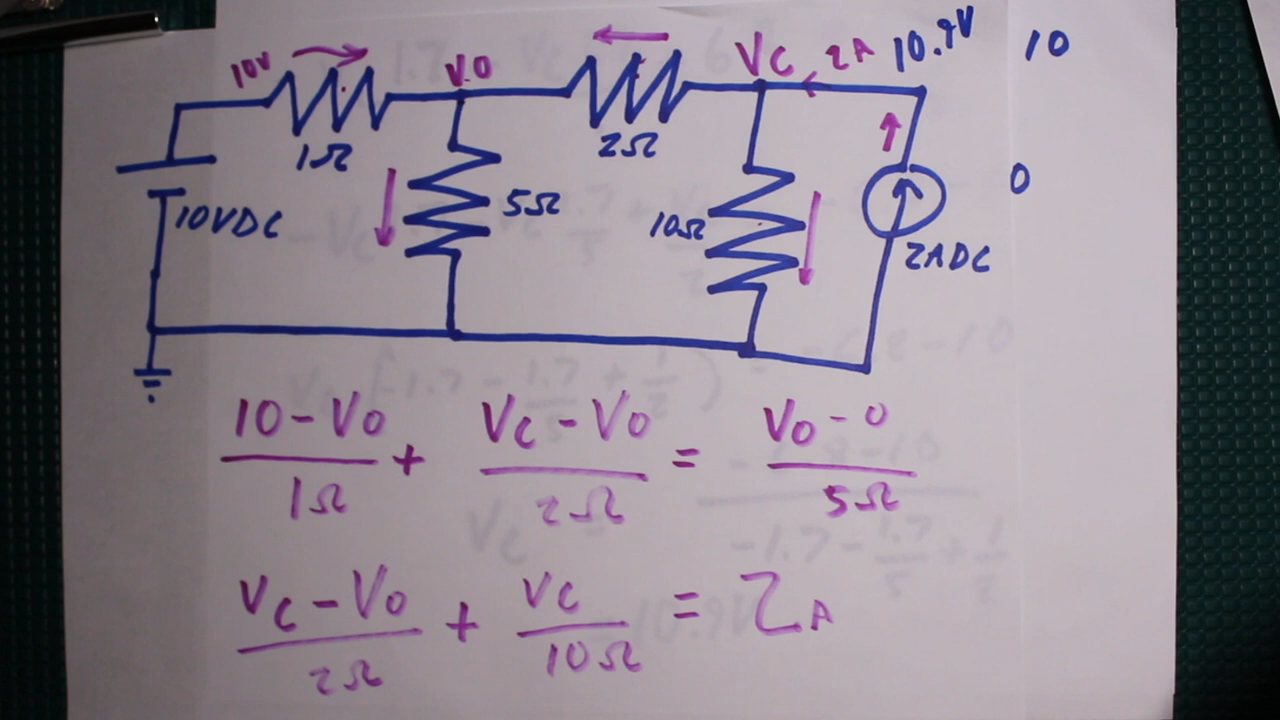 10V V.O VC 2A 10.9V 10
1Ω 2Ω
10VDC 5Ω 10Ω 2ADC 0
10-VO/1Ω + VC-VO/2Ω = VO-0/5Ω
VC-VO/2Ω + VC/10Ω = 2A